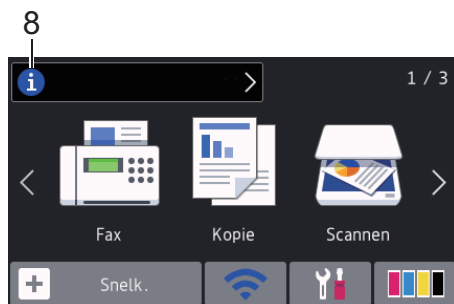 8
i
1 / 3
Fax Kopie Scannen
Snelk.